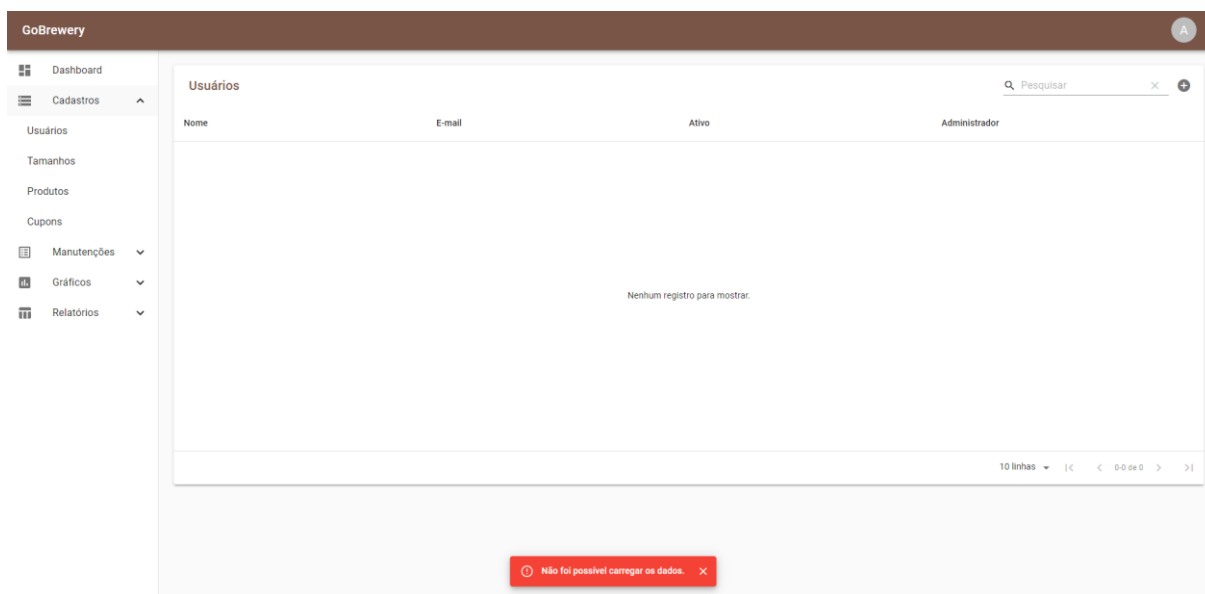 GoBrewery
A
Dashboard
Cadastros
Usuários
Tamanhos
Produtos
Cupons
Manutenções
Gráficos
Relatórios
Usuários
Pesquisar
Nome E-mail Ativo Administrador
Nenhum registro para mostrar.
10 linhas 0-0 de 0
Não foi possível carregar os dados.